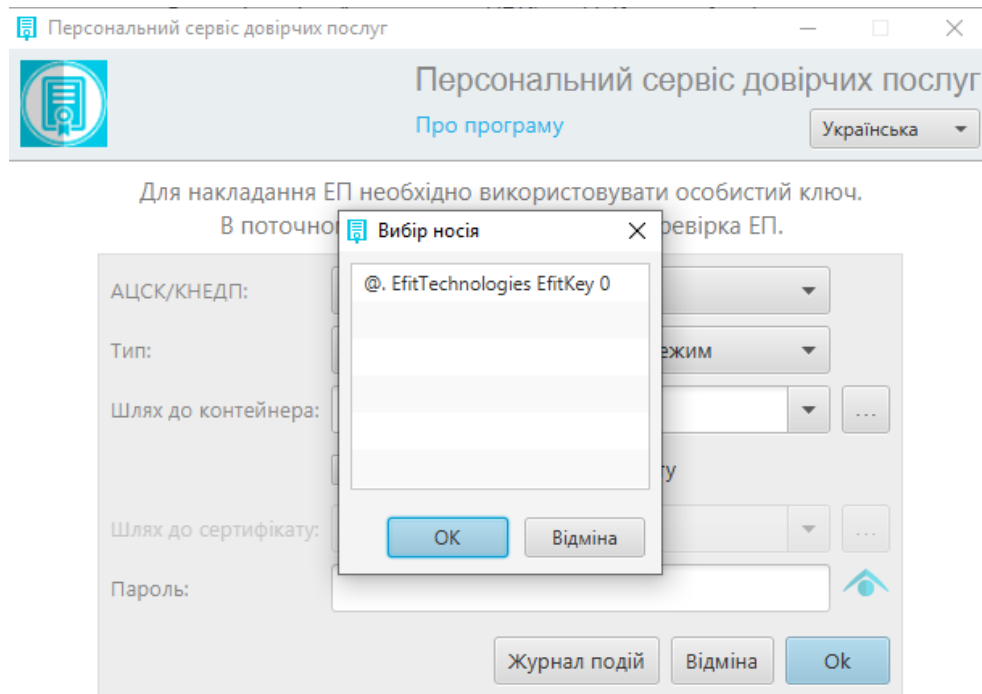 Персональний сервіс довірчих послуг
Персональний сервіс довірчих послуг
Про програму
Українська
Для накладання ЕП необхідно використовувати особистий ключ.
В поточно
ревірка ЕП.
Вибір носія
@. EfitTechnologies EfitKey 0
OK
Відміна
АЦСК/КНЕДП:
Тип:
ежим
Шлях до контейнера:
...
ту
Шлях до сертифікату:
...
Пароль:
Журнал подій
Відміна
Ok